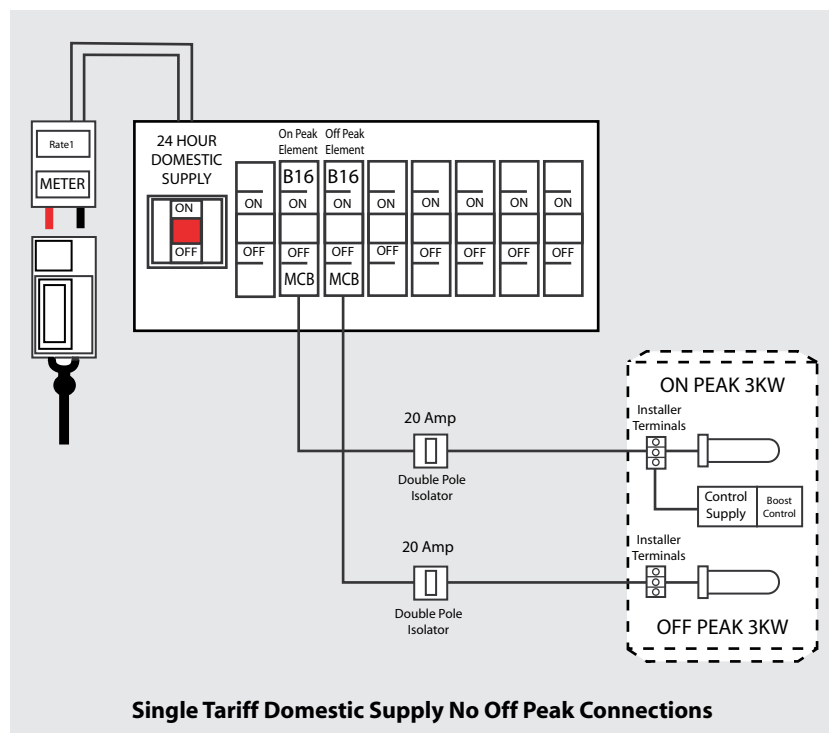 Rate1
METER
24 HOUR
DOMESTIC
SUPPLY
ON
OFF
On Peak
Element
Off Peak
Element
B16
B16
ON
ON
ON
ON
ON
ON
ON
ON
OFF
OFF
OFF
OFF
OFF
OFF
OFF
OFF
MCB
MCB
20 Amp
Double Pole
Isolator
20 Amp
Double Pole
Isolator
ON PEAK 3KW
Installer
Terminals
Control
Supply
Boost
Control
Installer
Terminals
OFF PEAK 3KW
Single Tariff Domestic Supply No Off Peak Connections